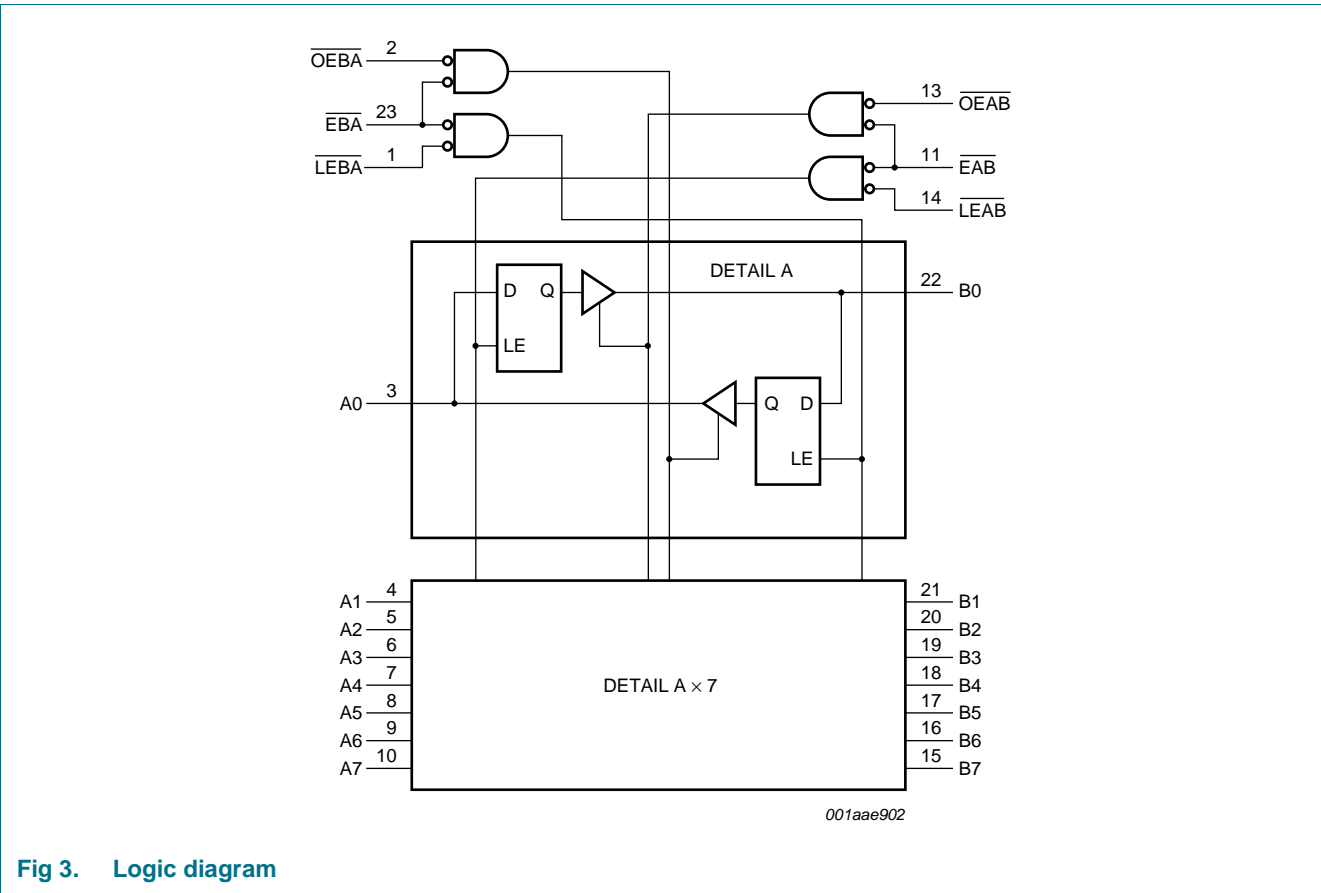 2
OEBA
13
OEAB
23
EBA
1
LEBA
11
EAB
14
LEAB
DETAIL A
22
B0
D Q
LE
3
A0
Q D
LE
4
A1
21
B1
5
A2
20
B2
6
A3
19
B3
7
A4
18
B4
DETAIL A × 7
8
A5
17
B5
9
A6
16
B6
10
A7
15
B7
001aae902
Fig 3. Logic diagram